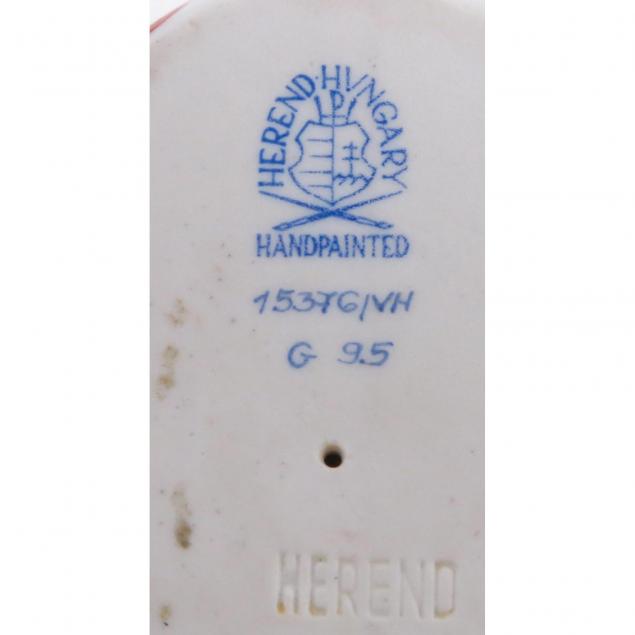 HEREND·HVNGARY
HANDPAINTED
15376/VH
G 9.5
HEREND